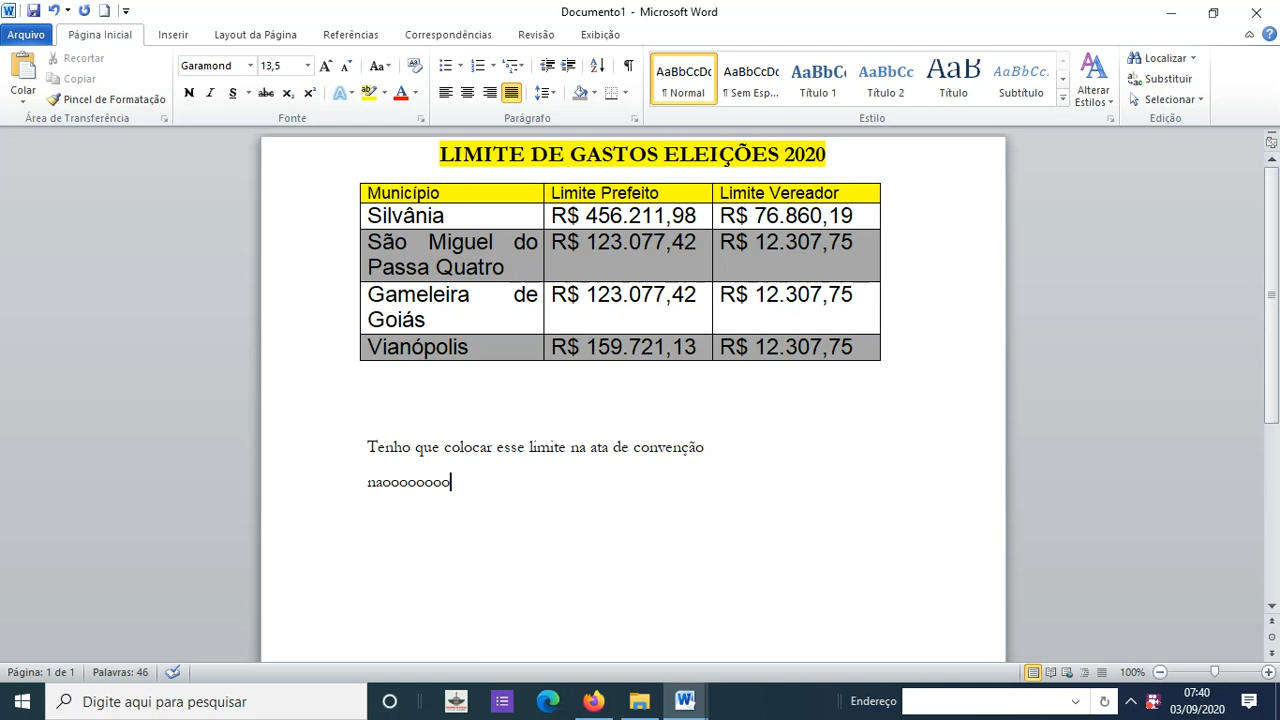 Documento1 - Microsoft Word
Arquivo Página Inicial Inserir Layout da Página Referências Correspondências Revisão Exibição
Colar
Recortar
Copiar
Pincel de Formatação
Área de Transferência
Garamond 13,5
Fonte
Parágrafo
AaBbCcDc AaBbCcDc AaBbC AaBbCc AaB AaBbCc.
¶ Normal ¶ Sem Esp... Título 1 Título 2 Título Subtítulo
Alterar Estilos
Estilo
Localizar
Substituir
Selecionar
Edição
LIMITE DE GASTOS ELEIÇÕES 2020
Município Limite Prefeito Limite Vereador
Silvânia R$ 456.211,98 R$ 76.860,19
São Miguel do R$ 123.077,42 R$ 12.307,75
Passa Quatro
Gameleira de R$ 123.077,42 R$ 12.307,75
Goiás
Vianópolis R$ 159.721,13 R$ 12.307,75
Tenho que colocar esse limite na ata de convenção
naooooooooo
Página: 1 de 1 Palavras: 46 100%
Digite aqui para pesquisar Endereço 07:40
03/09/2020